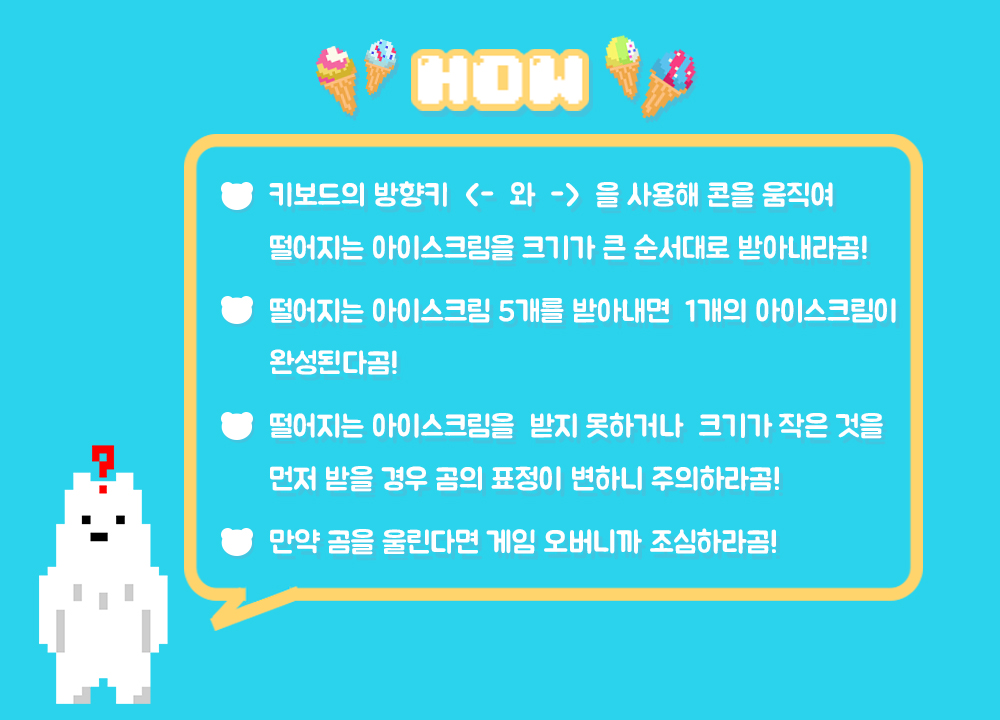 HOW
키보드의 방향키 <- 와 -> 을 사용해 콘을 움직여
떨어지는 아이스크림을 크기가 큰 순서대로 받아내라곰!
떨어지는 아이스크림 5개를 받아내면 1개의 아이스크림이
완성된다곰!
떨어지는 아이스크림을 받지 못하거나 크기가 작은 것을
먼저 받을 경우 곰의 표정이 변하니 주의하라곰!
만약 곰을 울린다면 게임 오버니까 조심하라곰!
?